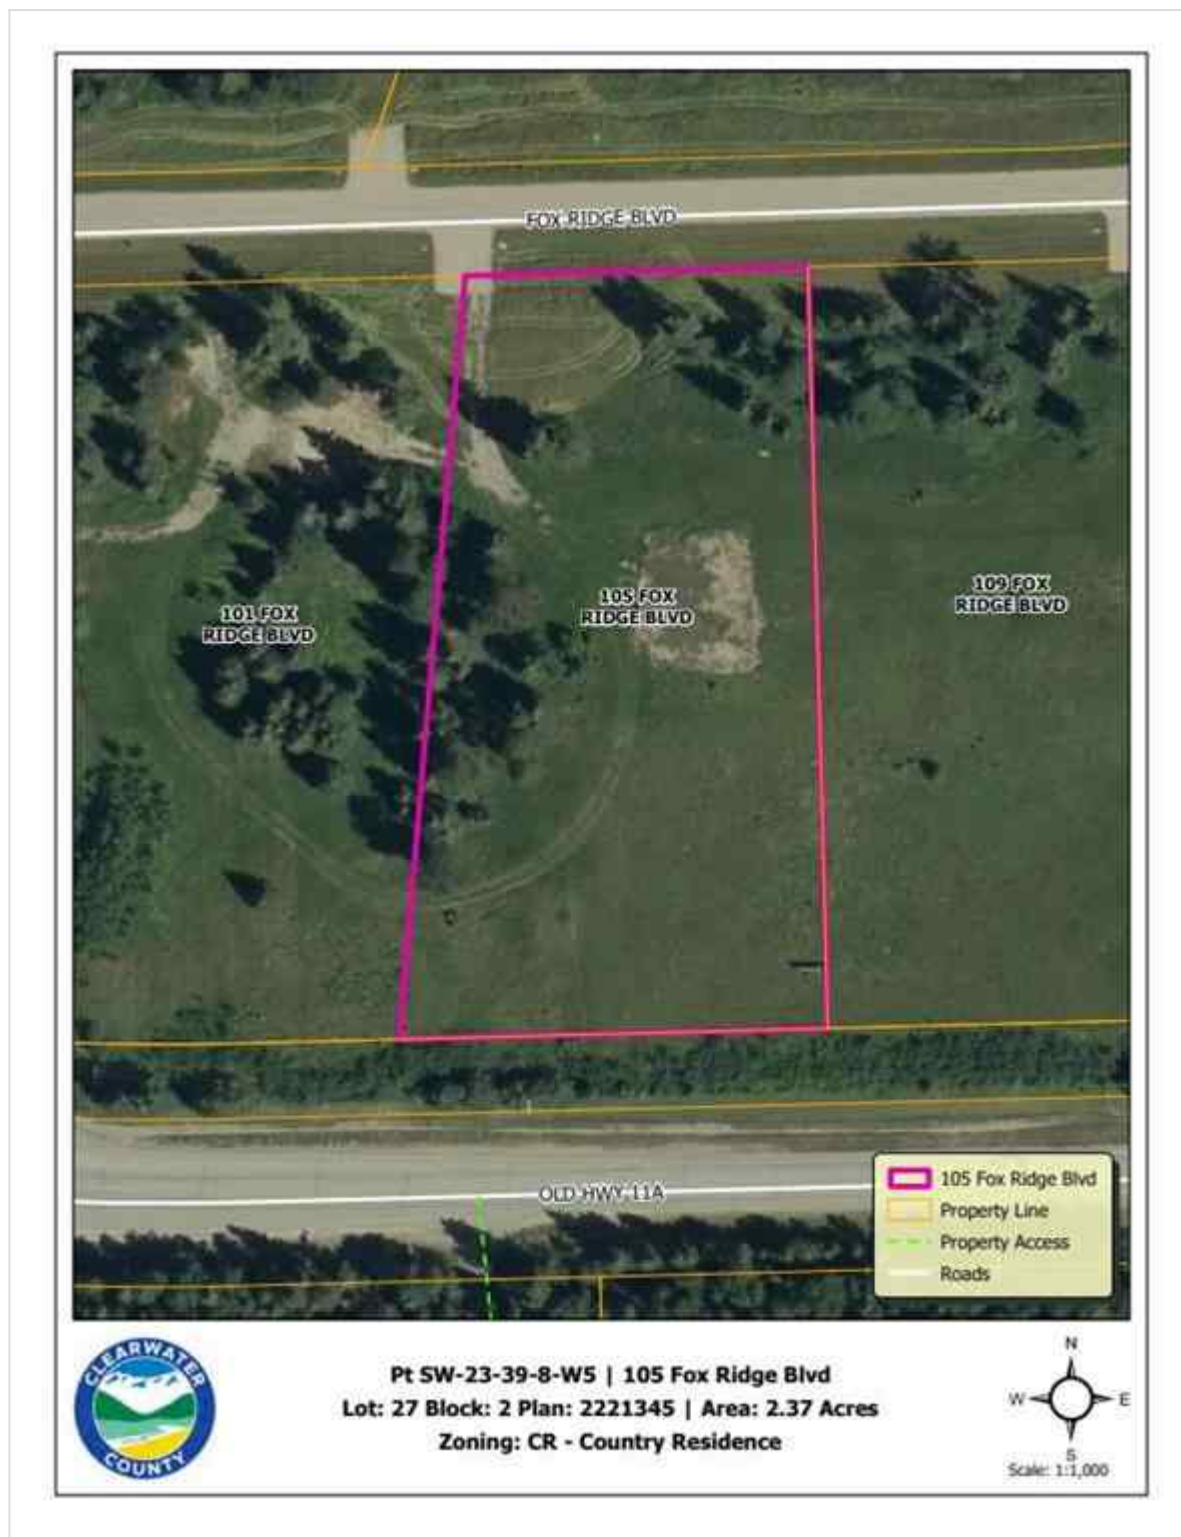 FOX RIDGE BLVD
101 FOX
RIDGE BLVD
105 FOX
RIDGE BLVD
109 FOX
RIDGE BLVD
OLD HWY 11A
105 Fox Ridge Blvd
Property Line
Property Access
Roads
CLEARWATER
COUNTY
Pt SW-23-39-8-W5 | 105 Fox Ridge Blvd
Lot: 27 Block: 2 Plan: 2221345 | Area: 2.37 Acres
Zoning: CR - Country Residence
N
W E
S
Scale: 1:1,000